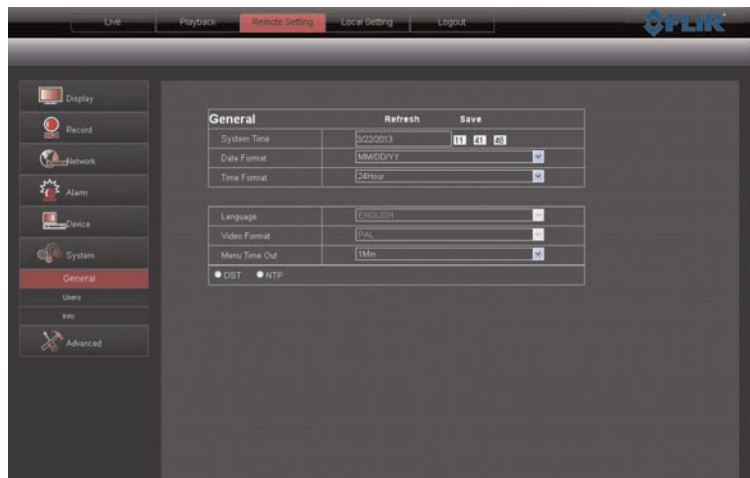 Live Playback Remote Setting Local Setting Logout
FLIR
Display
Record
Network
Alarm
Device
System
General
Users
Info
Advanced
General Refresh Save
System Time 3/22/2013 11 41 46
Date Format MM/DD/YY
Time Format 24Hour
Language ENGLISH
Video Format PAL
Menu Time Out 1Min
DST NTP